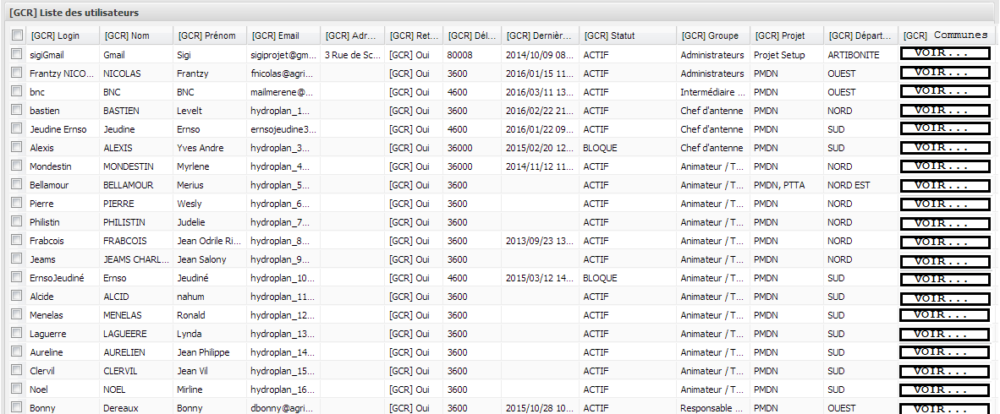 [GCR] Liste des utilisateurs
[GCR] Login [GCR] Nom [GCR] Prénom [GCR] Email [GCR] Adr... [GCR] Ret... [GCR] Dél... [GCR] Dernièr... [GCR] Statut [GCR] Groupe [GCR] Projet [GCR] Départ... [GCR] Communes
sigiGmail Gmail Sigi sigiprojet@gm... 3 Rue de Sc... [GCR] Oui 80008 2014/10/09 08... ACTIF Administrateurs Projet Setup ARTIBONITE VOIR...
Frantzy NICO... NICOLAS Frantzy fnicolas@agri... [GCR] Oui 3600 2016/01/15 11... ACTIF Administrateurs PMDN OUEST VOIR...
bnc BNC BNC mailmerene@... [GCR] Oui 4600 2016/03/11 13... ACTIF Intermédiaire ... PMDN OUEST VOIR...
bastien BASTIEN Levelt hydroplan_1... [GCR] Oui 3600 2016/02/22 21... ACTIF Chef d'antenne PMDN NORD VOIR...
Jeudine Ernso Jeudine Ernso ernsojeudine3... [GCR] Oui 4600 2016/01/22 09... ACTIF Chef d'antenne PMDN SUD VOIR...
Alexis ALEXIS Yves Andre hydroplan_3... [GCR] Oui 36000 2015/02/20 12... BLOQUE Chef d'antenne PMDN SUD VOIR...
Mondestin MONDESTIN Myrlene hydroplan_4... [GCR] Oui 36000 2014/11/12 11... ACTIF Animateur / T... PMDN NORD VOIR...
Bellamour BELLAMOUR Merius hydroplan_5... [GCR] Oui 3600 ACTIF Animateur / T... PMDN, PTTA NORD EST VOIR...
Pierre PIERRE Wesly hydroplan_6... [GCR] Oui 3600 ACTIF Animateur / T... PMDN NORD VOIR...
Philistin PHILISTIN Judelie hydroplan_7... [GCR] Oui 3600 ACTIF Animateur / T... PMDN NORD VOIR...
Frabcois FRABCOIS Jean Odrile Ri... hydroplan_8... [GCR] Oui 3600 2013/09/23 13... ACTIF Animateur / T... PMDN NORD VOIR...
Jeams JEAMS CHARL... Jean Salony hydroplan_9... [GCR] Oui 3600 ACTIF Animateur / T... PMDN NORD VOIR...
ErnsoJeudiné Ernso Jeudiné hydroplan_10... [GCR] Oui 4600 2015/03/12 14... BLOQUE Animateur / T... PMDN SUD VOIR...
Alcide ALCID nahum hydroplan_11... [GCR] Oui 3600 ACTIF Animateur / T... PMDN SUD VOIR...
Menelas MENELAS Ronald hydroplan_12... [GCR] Oui 3600 ACTIF Animateur / T... PMDN SUD VOIR...
Laguerre LAGUEERE Lynda hydroplan_13... [GCR] Oui 3600 ACTIF Animateur / T... PMDN SUD VOIR...
Aureline AURELIEN Jean Philippe hydroplan_14... [GCR] Oui 3600 ACTIF Animateur / T... PMDN SUD VOIR...
Clervil CLERVIL Jean Vil hydroplan_15... [GCR] Oui 3600 ACTIF Animateur / T... PMDN SUD VOIR...
Noel NOEL Mirline hydroplan_16... [GCR] Oui 3600 ACTIF Animateur / T... PMDN SUD VOIR...
Bonny Dereaux Bonny dbonny@agri... [GCR] Oui 3600 2015/10/28 10... ACTIF Responsable ... PMDN OUEST VOIR...